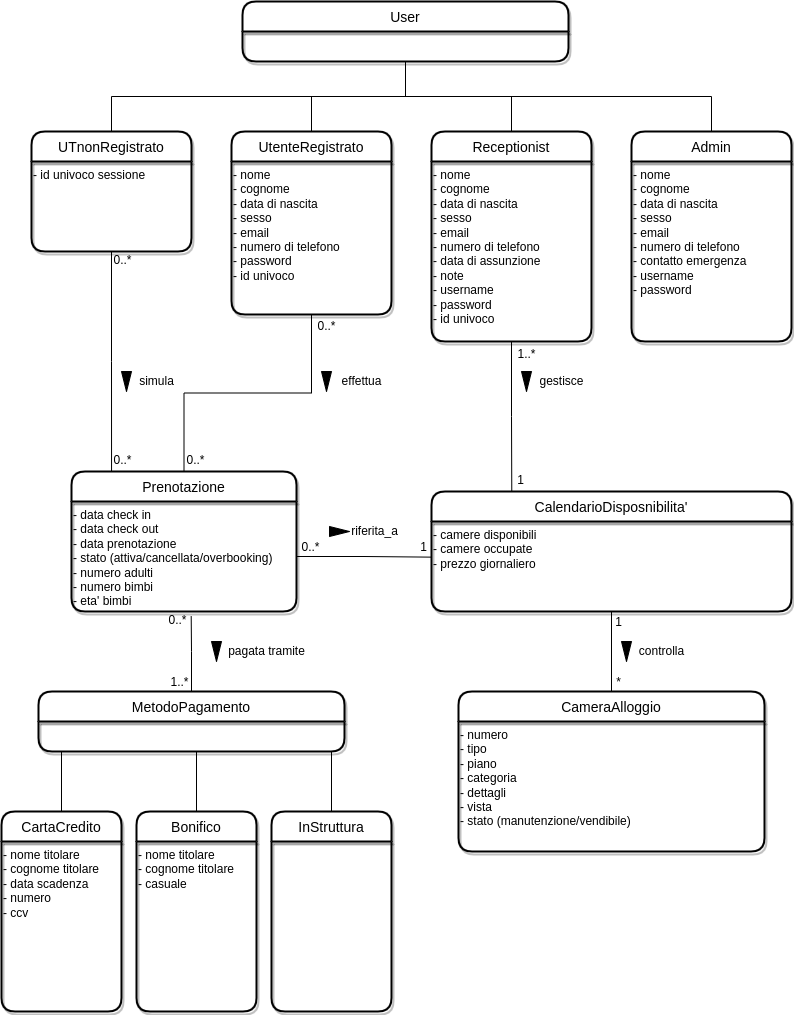 User
UTnonRegistrato
- id univoco sessione
UtenteRegistrato
- nome
- cognome
- data di nascita
- sesso
- email
- numero di telefono
- password
- id univoco
Receptionist
- nome
- cognome
- data di nascita
- sesso
- email
- numero di telefono
- data di assunzione
- note
- username
- password
- id univoco
Admin
- nome
- cognome
- data di nascita
- sesso
- email
- numero di telefono
- contatto emergenza
- username
- password
0..*
simula
0..*
0..*
effettua
0..*
1..*
gestisce
1
Prenotazione
- data check in
- data check out
- data prenotazione
- stato (attiva/cancellata/overbooking)
- numero adulti
- numero bimbi
- eta' bimbi
riferita_a
0..*
1
CalendarioDisposnibilita'
- camere disponibili
- camere occupate
- prezzo giornaliero
0..*
pagata tramite
1..*
1
controlla
*
MetodoPagamento
CameraAlloggio
- numero
- tipo
- piano
- categoria
- dettagli
- vista
- stato (manutenzione/vendibile)
CartaCredito
- nome titolare
- cognome titolare
- data scadenza
- numero
- ccv
Bonifico
- nome titolare
- cognome titolare
- casuale
InStruttura